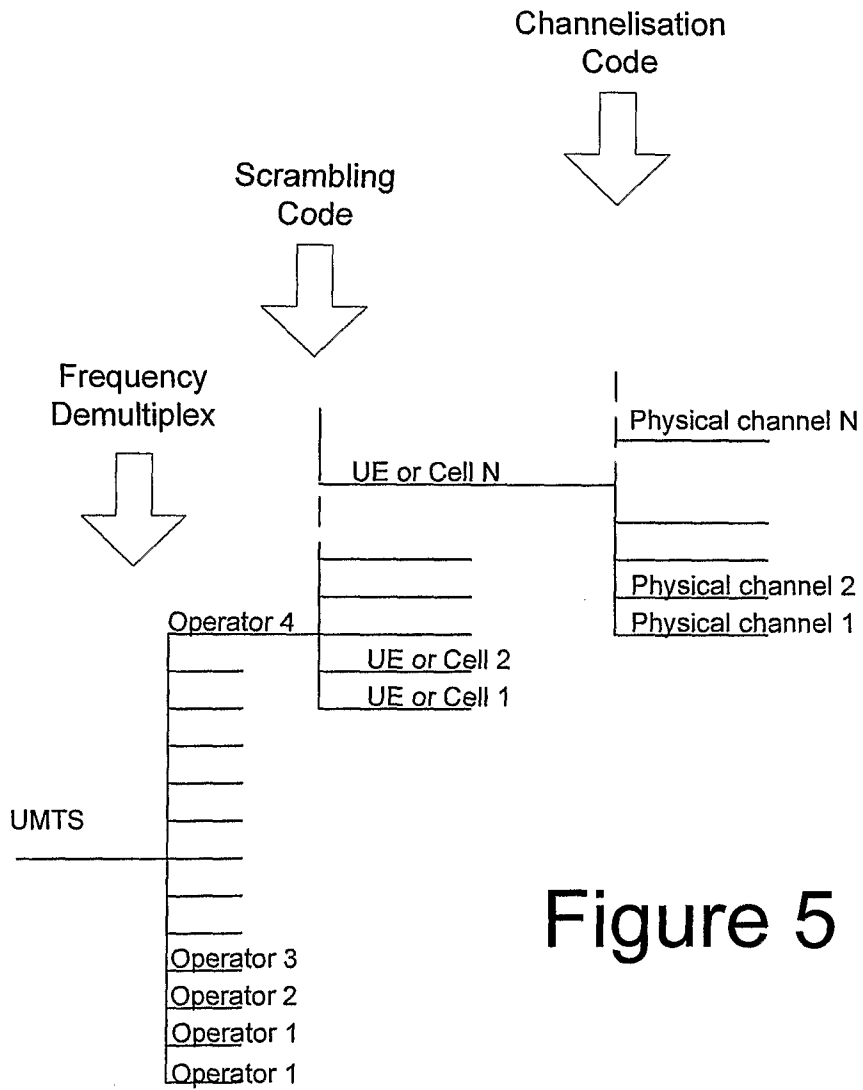 Channelisation
Code
Scrambling
Code
Frequency
Demultiplex
Physical channel N
UE or Cell N
Physical channel 2
Physical channel 1
Operator 4
UE or Cell 2
UE or Cell 1
UMTS
Figure 5
Operator 3
Operator 2
Operator 1
Operator 1